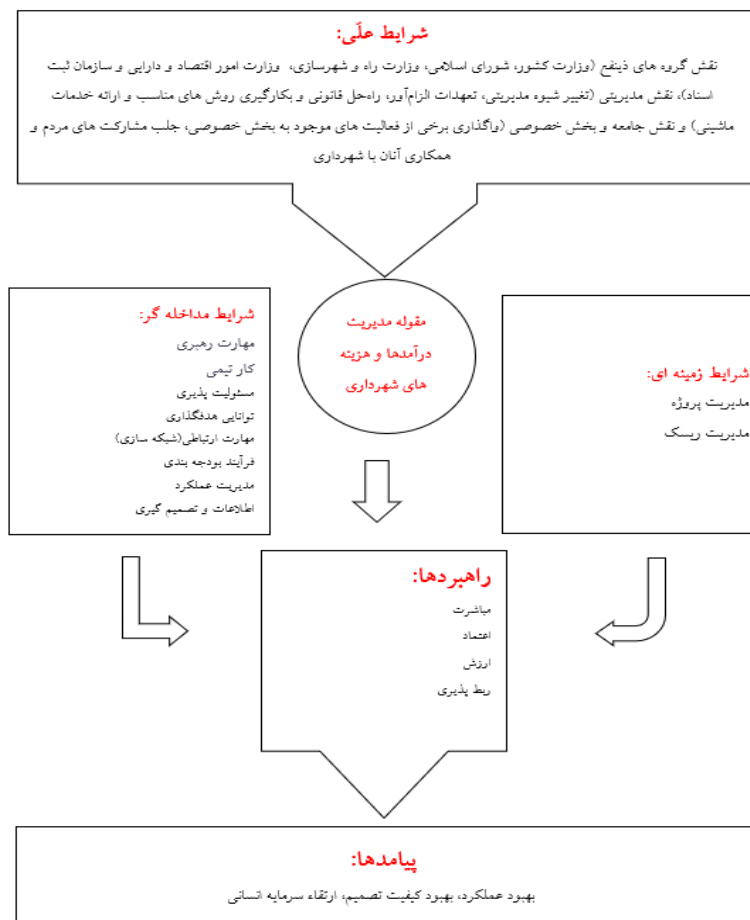 شرایط علّی:
نقش گروه های ذینفع (وزارت کشور، شورای اسلامی، وزارت راه و شهرسازی، وزارت امور اقتصاد و دارایی و سازمان ثبت
اسناد)، نقش مدیریتی (تغییر شیوه مدیریتی، تعهدات الزام‌آور، راه‌حل قانونی و بکارگیری روش های مناسب و ارائه خدمات
ماشینی) و نقش جامعه و بخش خصوصی (واگذاری برخی از فعالیت های موجود به بخش خصوصی، جلب مشارکت های مردم و
همکاری آنان با شهرداری
مقوله مدیریت
درآمدها و هزینه
های شهرداری
شرایط زمینه ای:
مدیریت پروژه
مدیریت ریسک
شرایط مداخله گر:
مهارت رهبری
کار تیمی
مسئولیت پذیری
توانایی هدفگذاری
مهارت ارتباطی(شبکه سازی)
فرآیند بودجه بندی
مدیریت عملکرد
اطلاعات و تصمیم گیری
راهبردها:
مباشرت
اعتماد
ارزش
ربط پذیری
پیامدها:
بهبود عملکرد، بهبود کیفیت تصمیم، ارتقاء سرمایه انسانی